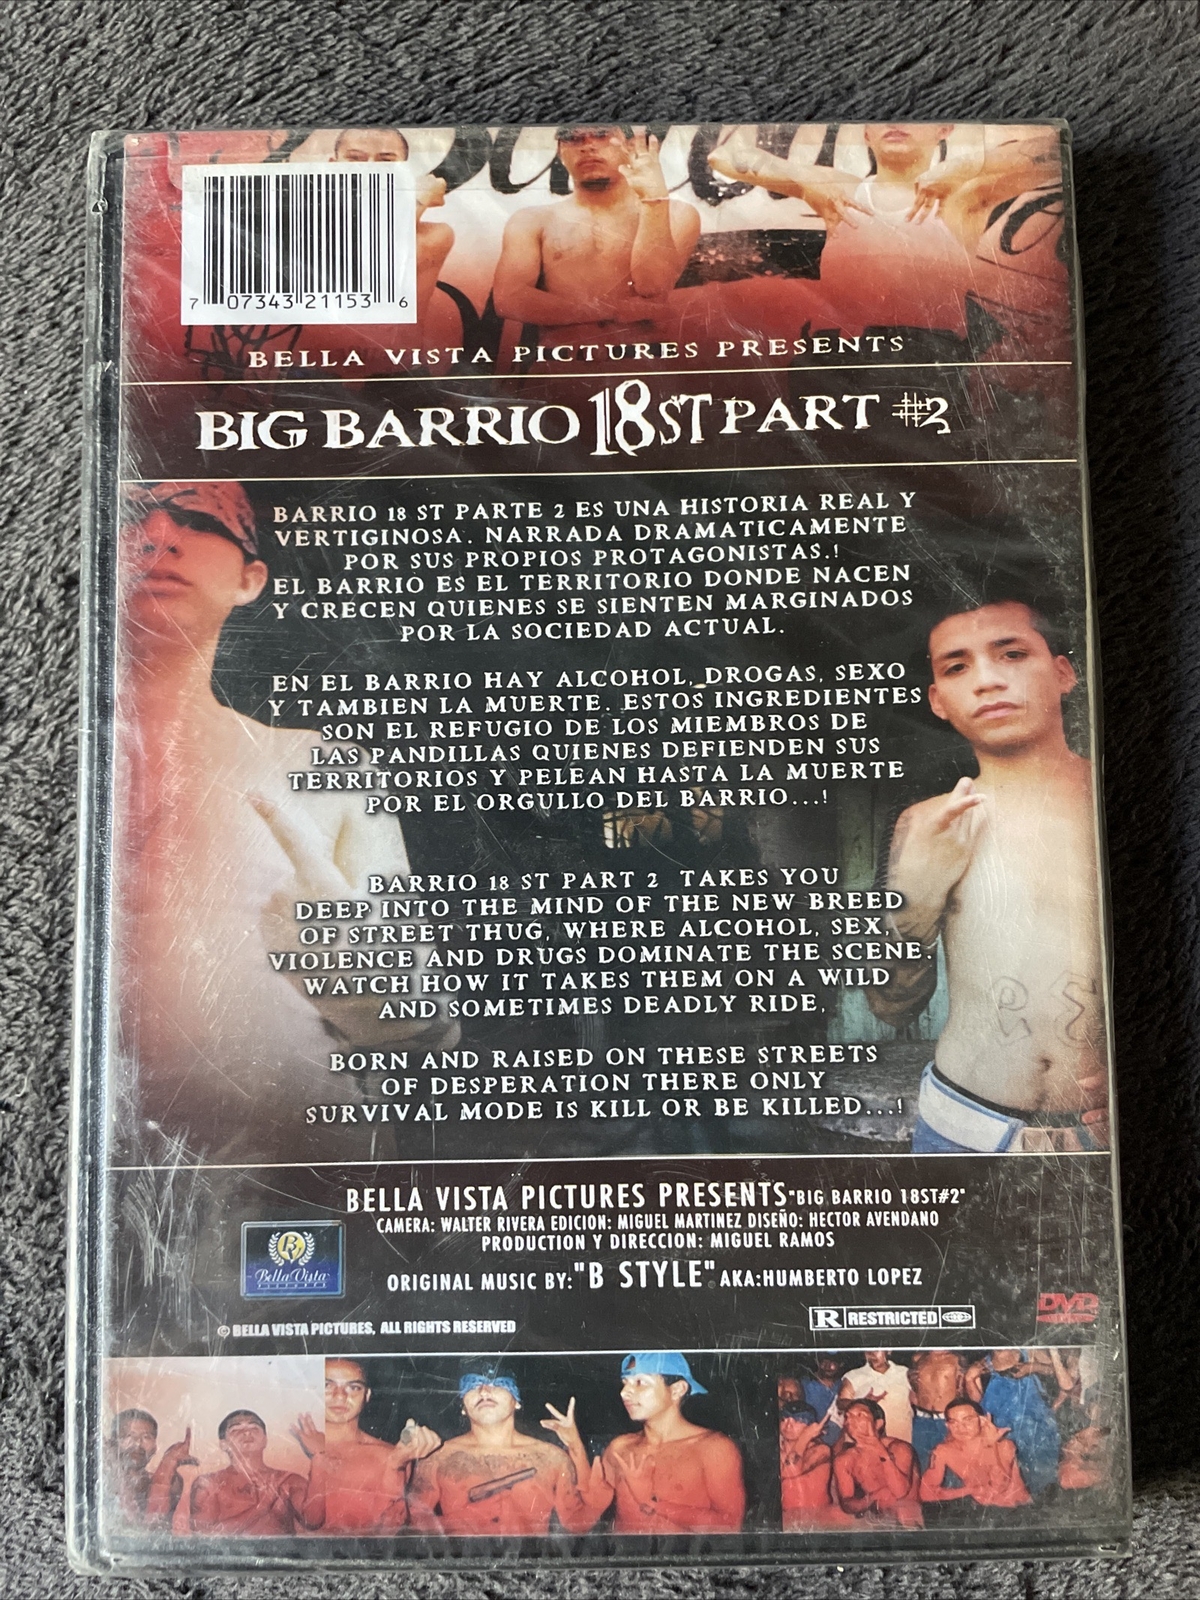 7 07343 21153 6
BELLA VISTA PICTURES PRESENTS
BIG BARRIO 18ST PART #2
BARRIO 18 ST PARTE 2 ES UNA HISTORIA REAL Y
VERTIGINOSA. NARRADA DRAMATICAMENTE
POR SUS PROPIOS PROTAGONISTAS.!
EL BARRIO ES EL TERRITORIO DONDE NACEN
Y CRECEN QUIENES SE SIENTEN MARGINADOS
POR LA SOCIEDAD ACTUAL.
EN EL BARRIO HAY ALCOHOL, DROGAS, SEXO
Y TAMBIEN LA MUERTE. ESTOS INGREDIENTES
SON EL REFUGIO DE LOS MIEMBROS DE
LAS PANDILLAS QUIENES DEFIENDEN SUS
TERRITORIOS Y PELEAN HASTA LA MUERTE
POR EL ORGULLO DEL BARRIO...!
BARRIO 18 ST PART 2 TAKES YOU
DEEP INTO THE MIND OF THE NEW BREED
OF STREET THUG, WHERE ALCOHOL, SEX,
VIOLENCE AND DRUGS DOMINATE THE SCENE.
WATCH HOW IT TAKES THEM ON A WILD
AND SOMETIMES DEADLY RIDE,
BORN AND RAISED ON THESE STREETS
OF DESPERATION THERE ONLY
SURVIVAL MODE IS KILL OR BE KILLED...!
BELLA VISTA PICTURES PRESENTS "BIG BARRIO 18ST#2"
CAMERA: WALTER RIVERA EDICION: MIGUEL MARTINEZ DISEÑO: HECTOR AVENDANO
PRODUCTION Y DIRECCION: MIGUEL RAMOS
B
Bella Vista
PICTURES
ORIGINAL MUSIC BY: "B STYLE" AKA:HUMBERTO LOPEZ
© BELLA VISTA PICTURES, ALL RIGHTS RESERVED
R RESTRICTED
DVD